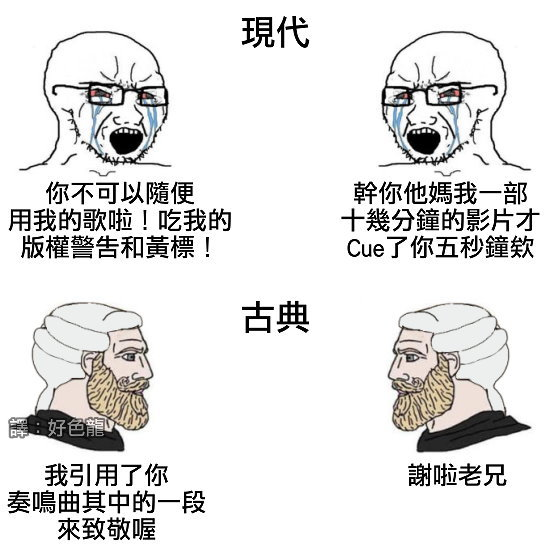 現代
你不可以隨便
用我的歌啦！吃我的
版權警告和黃標！
幹你他媽我一部
十幾分鐘的影片才
Cue了你五秒鐘欸
古典
譯：好色龍
我引用了你
奏鳴曲其中的一段
來致敬喔
謝啦老兄